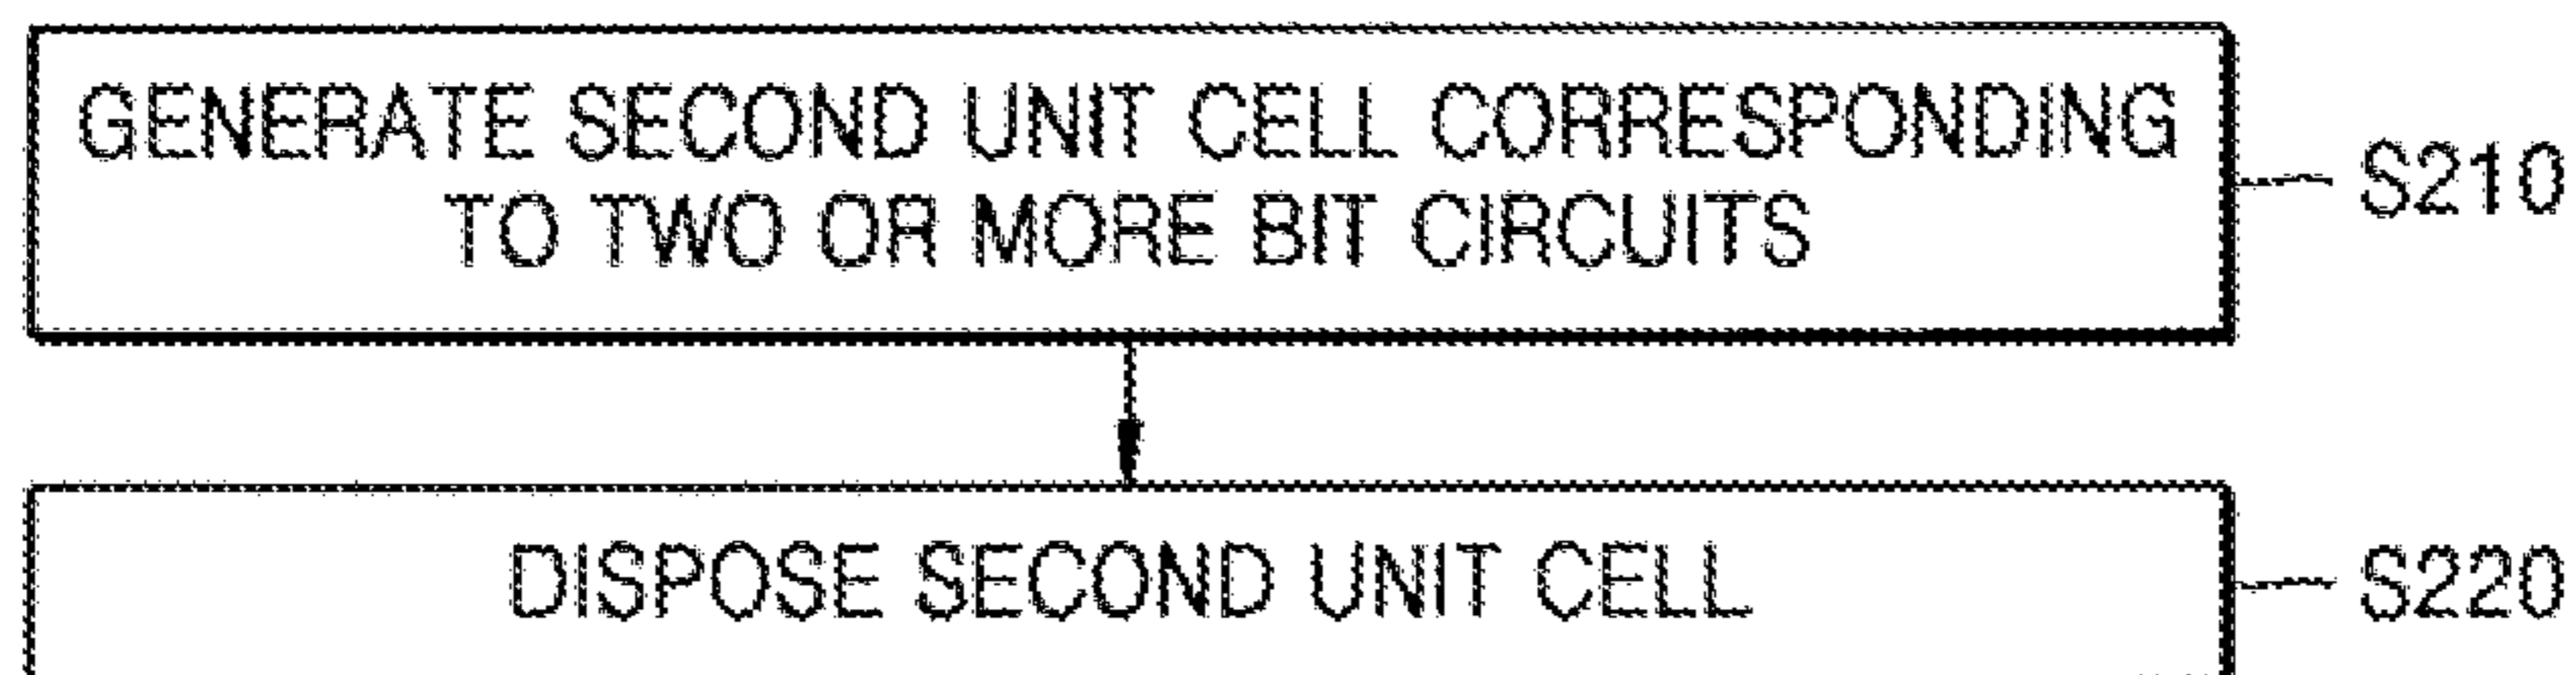 GENERATE SECOND UNIT CELL CORRESPONDING
TO TWO OR MORE BIT CIRCUITS
S210
DISPOSE SECOND UNIT CELL
S220